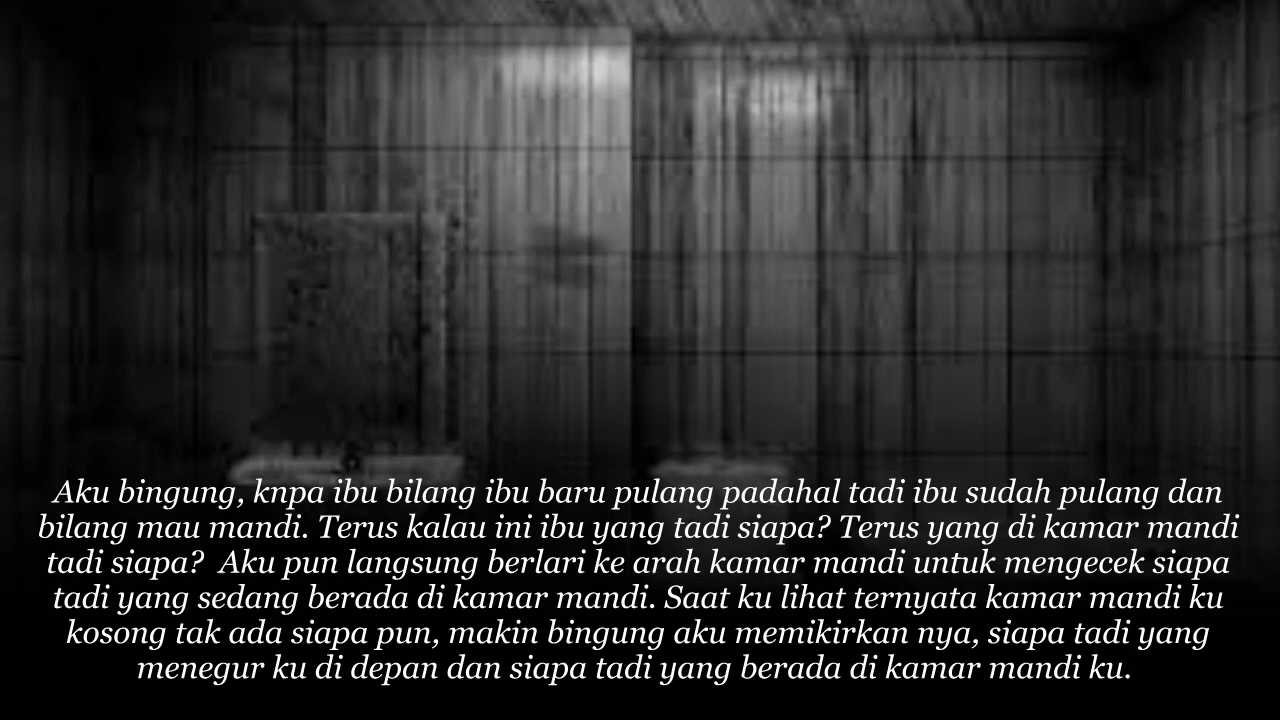 Aku bingung, knpa ibu bilang ibu baru pulang padahal tadi ibu sudah pulang dan
bilang mau mandi. Terus kalau ini ibu yang tadi siapa? Terus yang di kamar mandi
tadi siapa?  Aku pun langsung berlari ke arah kamar mandi untuk mengecek siapa
tadi yang sedang berada di kamar mandi. Saat ku lihat ternyata kamar mandi ku
kosong tak ada siapa pun, makin bingung aku memikirkan nya, siapa tadi yang
menegur ku di depan dan siapa tadi yang berada di kamar mandi ku.